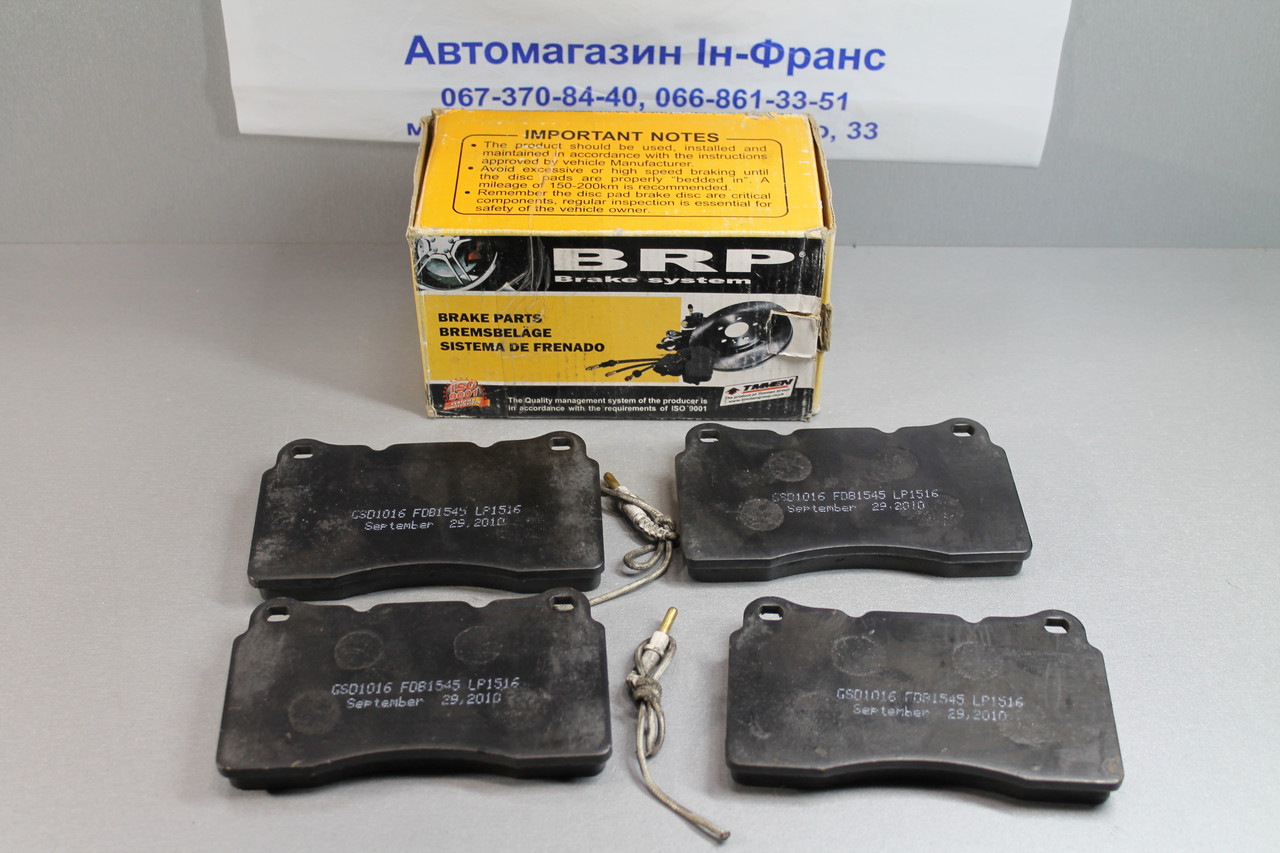 Автомагазин Ін-Франс
067-370-84-40, 066-861-33-51
33
IMPORTANT NOTES
• The product should be used, installed and
maintained in accordance with the instructions
approved by vehicle Manufacturer.
• Avoid excessive or high speed braking until
the disc pads are properly "bedded in". A
mileage of 150-200km is recommended.
• Remember the disc pad brake disc are critical
components, regular inspection is essential for
safety of the vehicle owner.
BRP®
Brake system
BRAKE PARTS
BREMSBELÄGE
SISTEMA DE FRENADO
ISO
9001
TMMEN
The Quality management system of the producer is
in accordance with the requirements of ISO 9001
GSD1016 FDB1545 LP1516
September 29,2010
GSD1016 FDB1545 LP1516
September 29,2010
GSD1016 FDB1545 LP1516
September 29,2010
GSD1016 FDB1545 LP1516
September 29,2010